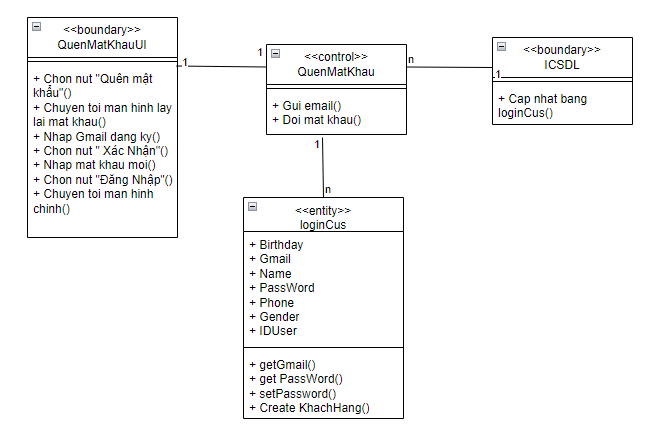 <<boundary>>
QuenMatKhauUI
+ Chon nut "Quên mật
khẩu"()
+ Chuyen toi man hinh lay
lai mat khau()
+ Nhap Gmail dang ky()
+ Chon nut " Xác Nhận"()
+ Nhap mat khau moi()
+ Chon nut "Đăng Nhập"()
+ Chuyen toi man hinh
chinh()
1
1
<<control>>
QuenMatKhau
+ Gui email()
+ Doi mat khau()
n
1
<<boundary>>
ICSDL
+ Cap nhat bang
loginCus()
1
n
<<entity>>
loginCus
+ Birthday
+ Gmail
+ Name
+ PassWord
+ Phone
+ Gender
+ IDUser
+ getGmail()
+ get PassWord()
+ setPassword()
+ Create KhachHang()